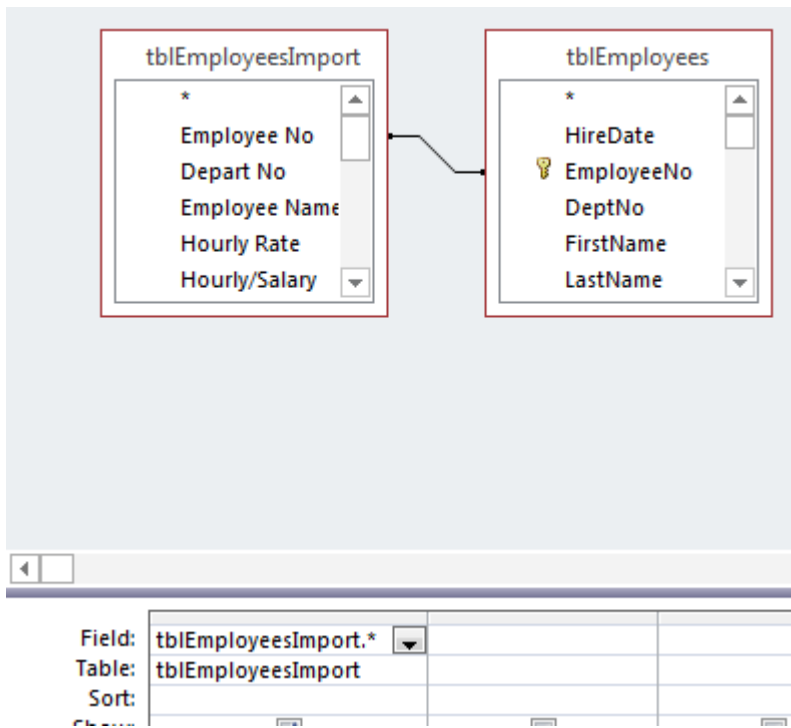 tblEmployeesImport
*
Employee No
Depart No
Employee Name
Hourly Rate
Hourly/Salary
tblEmployees
*
HireDate
EmployeeNo
DeptNo
FirstName
LastName
Field: tblEmployeesImport.*
Table: tblEmployeesImport
Sort:
Show: